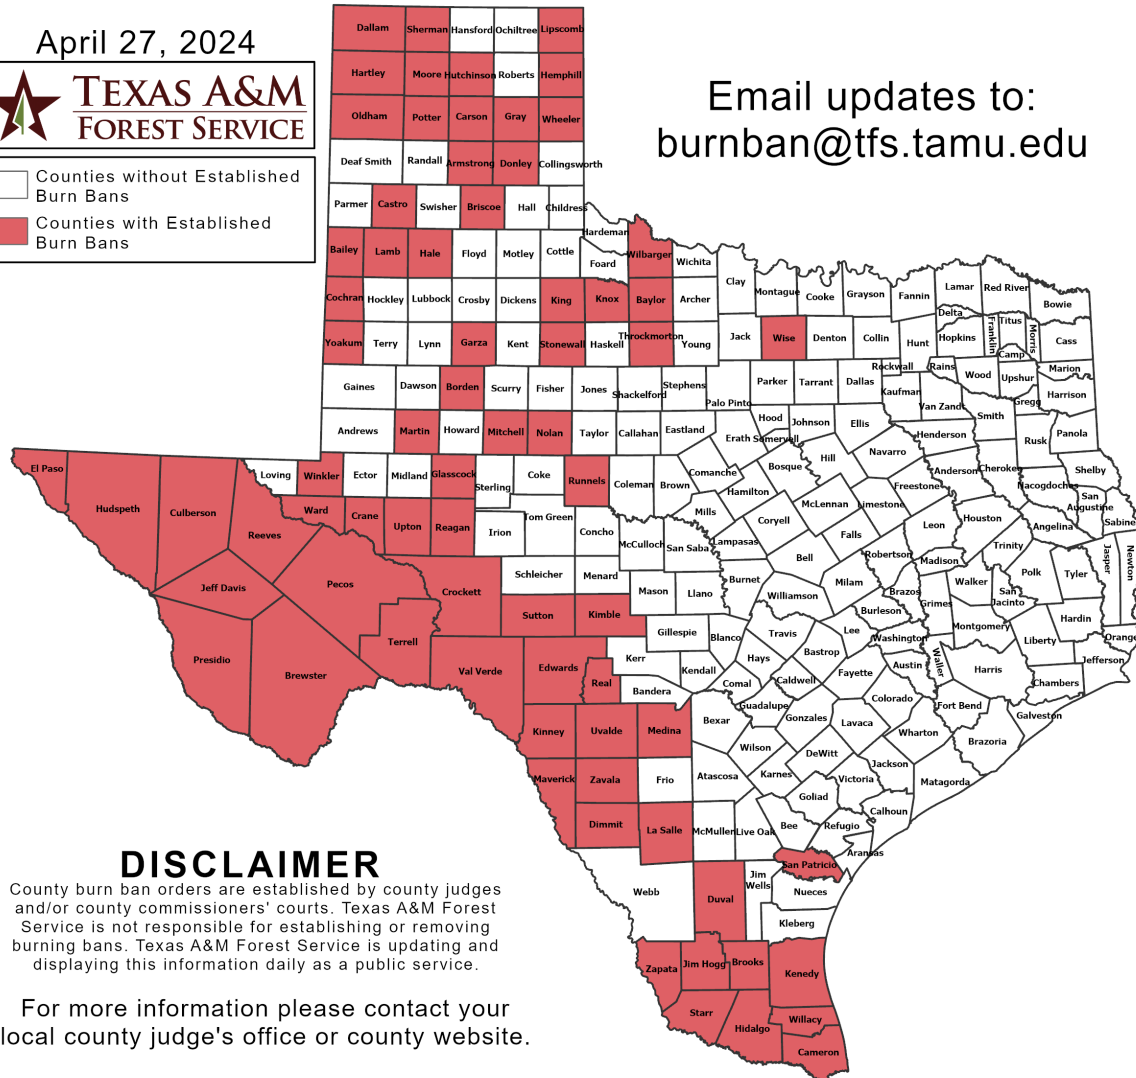 April 27, 2024
TEXAS A&M
FOREST SERVICE
Counties without Established
Burn Bans
Counties with Established
Burn Bans
Email updates to:
burnban@tfs.tamu.edu
Dallam Sherman Hansford Ochiltree Lipscomb
Hartley Moore Hutchinson Roberts Hemphill
Oldham Potter Carson Gray Wheeler
Deaf Smith Randall Armstrong Donley Collingsworth
Parmer Castro Swisher Briscoe Hall Childress
Hardeman
Bailey Lamb Hale Floyd Motley Cottle Foard Wilbarger Wichita
Clay Montague Cooke Grayson Fannin Lamar Red River Bowie
Cochran Hockley Lubbock Crosby Dickens King Knox Baylor Archer
Delta Franklin Titus Morris Cass
Yoakum Terry Lynn Garza Kent Stonewall Haskell Throckmorton Young Jack Wise Denton Collin Hunt Hopkins
Camp
Rockwall Rains Wood Upshur Marion
Gaines Dawson Borden Scurry Fisher Jones Shackelford Stephens Palo Pinto Parker Tarrant Dallas Kaufman Van Zandt Gregg Harrison
Andrews Martin Howard Mitchell Nolan Taylor Callahan Eastland Erath Somervell Hood Johnson Ellis Henderson Smith Rusk Panola
El Paso Hudspeth Culberson Reeves Loving Winkler Ector Midland Glasscock Sterling Coke Runnels Coleman Brown Comanche Hamilton Bosque Hill Navarro Anderson Cherokee Nacogdoches Shelby
Ward Crane Upton Reagan Irion Tom Green Concho McCulloch San Saba Mills Lampasas Coryell McLennan Limestone Freestone Leon Houston Angelina San
Augustine Sabine
Jeff Davis Pecos Crockett Schleicher Menard Mason Llano Burnet Bell Falls Robertson Madison Trinity Polk Tyler Jasper Newton
Williamson Milam Brazos Grimes Walker San
Jacinto Hardin
Presidio Brewster Terrell Val Verde Sutton Kimble Gillespie Blanco Travis Lee Burleson Washington Montgomery Liberty Orange
Edwards Real Kerr Kendall Hays Bastrop Fayette Austin Waller Harris Jefferson
Bandera Comal Caldwell Colorado Chambers
Kinney Uvalde Medina Bexar Guadalupe Gonzales Lavaca Wharton Fort Bend Galveston
Wilson DeWitt Jackson Brazoria
Maverick Zavala Frio Atascosa Karnes Victoria Matagorda
Goliad Calhoun
Dimmit La Salle McMullen Live Oak Bee Refugio
Aransas
San Patricio
Webb Duval Jim
Wells Nueces
Kleberg
Zapata Jim Hogg Brooks Kenedy
Starr Hidalgo Willacy
Cameron
DISCLAIMER
County burn ban orders are established by county judges
and/or county commissioners' courts. Texas A&M Forest
Service is not responsible for establishing or removing
burning bans. Texas A&M Forest Service is updating and
displaying this information daily as a public service.
For more information please contact your
local county judge's office or county website.